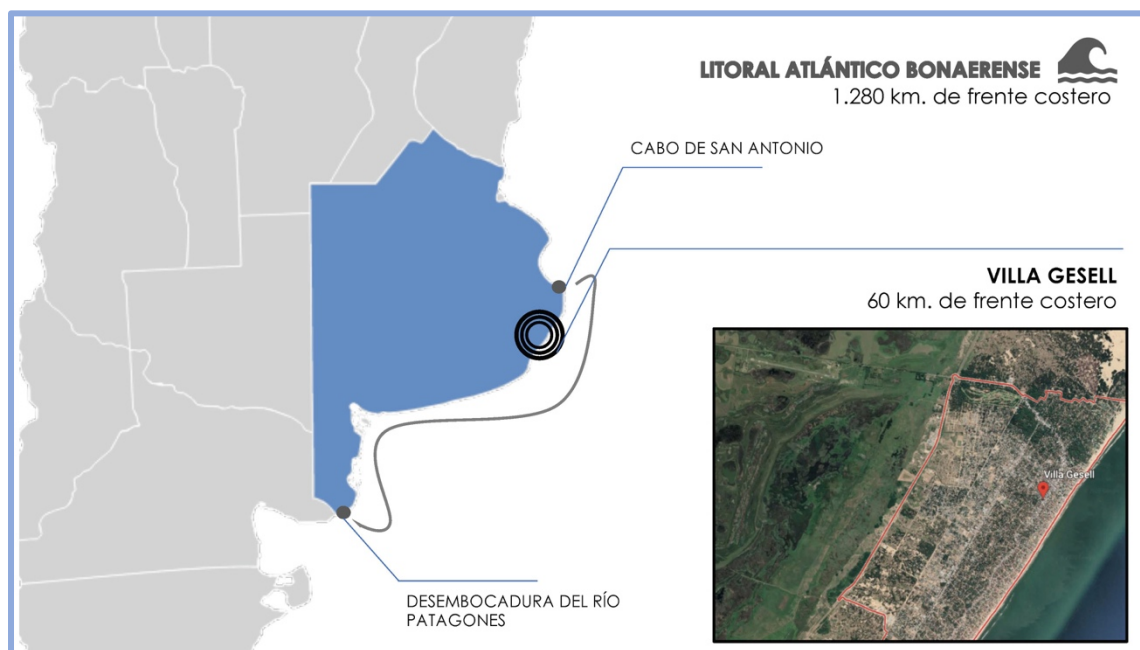 LITORAL ATLÁNTICO BONAERENSE
1.280 km. de frente costero
CABO DE SAN ANTONIO
VILLA GESELL
60 km. de frente costero
Villa Gesell
DESEMBOCADURA DEL RÍO
PATAGONES